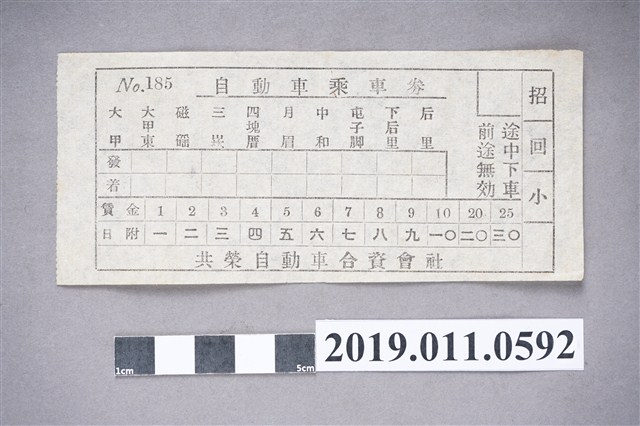 No.185 自動車乘車券
大甲 大甲東 磁磘 三崁 四塊厝 月眉 中和 屯子脚 下后里 后里
發
着
賃金 1 2 3 4 5 6 7 8 9 10 20 25
日附 一 二 三 四 五 六 七 八 九 一〇 二〇 三〇
共榮自動車合資會社
途中下車
前途無効
招
回
小
1cm 5cm
2019.011.0592